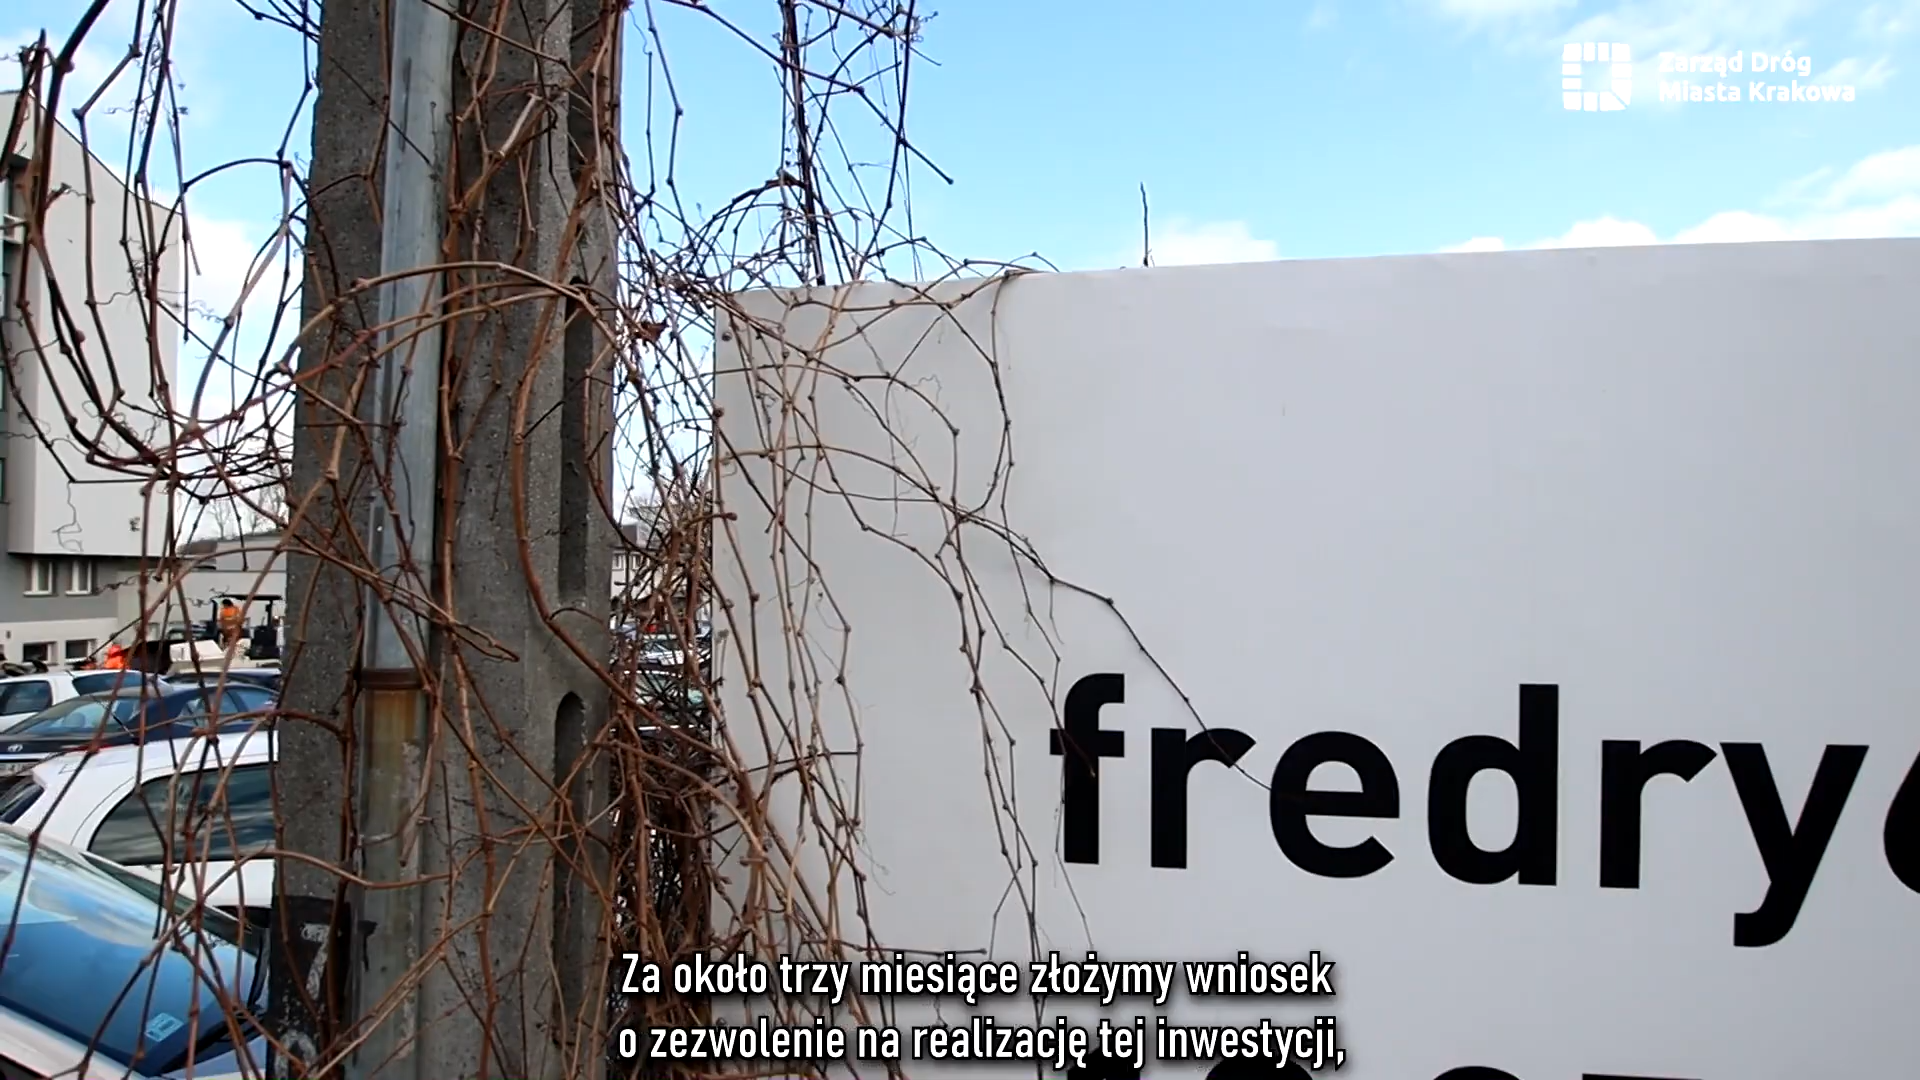 Zarząd Dróg
Miasta Krakowa
fredry
Za około trzy miesiące złożymy wniosek
o zezwolenie na realizację tej inwestycji,